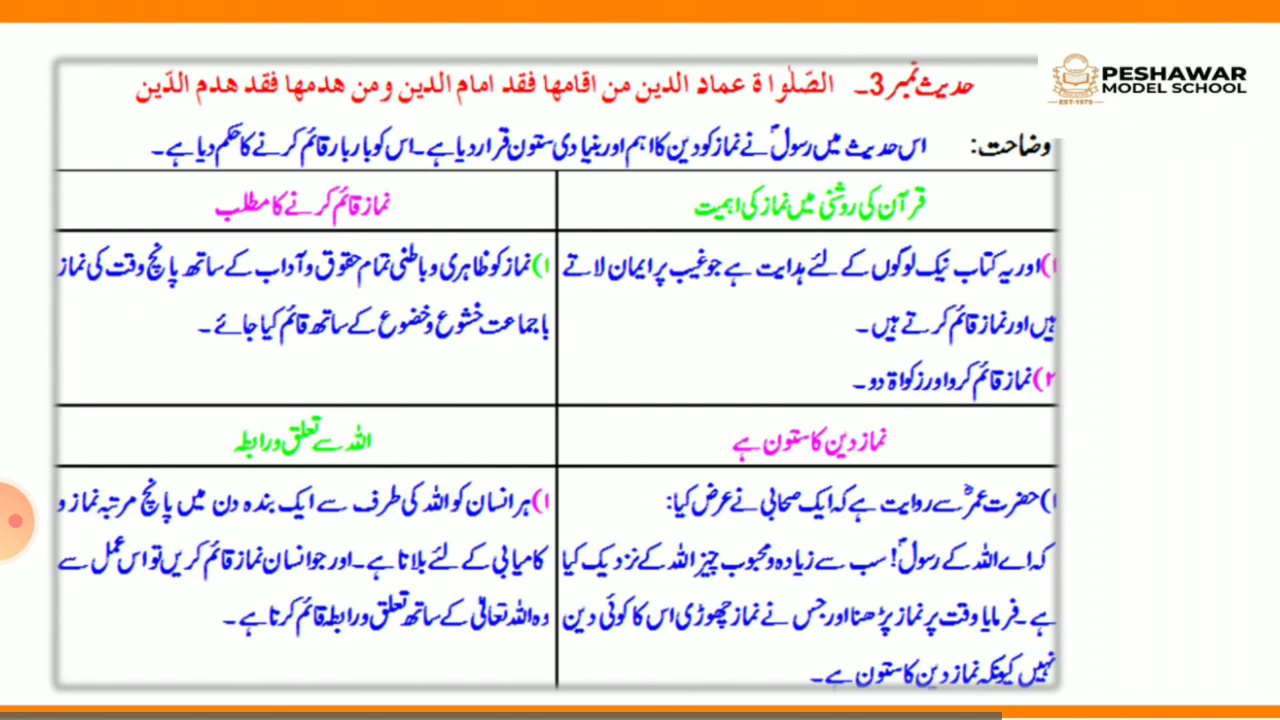 PESHAWAR
MODEL SCHOOL
EST-1979
حدیث نمبر 3۔ الصّلٰوا ۃ عماد الدین من اقامھا فقد امام الدین ومن ھدمھا فقد ھدم الدّین
وضاحت: اس حدیث میں رسولؐ نے نماز کو دین کا اہم اور بنیادی ستون قرار دیا ہے۔ اس کو بار بار قائم کرنے کا حکم دیا ہے۔
قرآن کی روشنی میں نماز کی اہمیت
۱) اور یہ کتاب نیک لوگوں کے لئے ہدایت ہے جو غیب پر ایمان لاتے
ہیں اور نماز قائم کرتے ہیں۔
۲) نماز قائم کرو اور زکواۃ دو۔
نماز قائم کرنے کا مطلب
۱) نماز کو ظاہری و باطنی تمام حقوق و آداب کے ساتھ پانچ وقت کی نماز
باجماعت خشوع و خضوع کے ساتھ قائم کیا جائے۔
نماز دین کا ستون ہے
۱) حضرت عمرؓ سے روایت ہے کہ ایک صحابی نے عرض کیا:
کہ اے اللہ کے رسولؐ! سب سے زیادہ محبوب چیز اللہ کے نزدیک کیا
ہے۔ فرمایا وقت پر نماز پڑھنا اور جس نے نماز چھوڑی اس کا کوئی دین
نہیں کیونکہ نماز دین کا ستون ہے۔
اللہ سے تعلق و رابطہ
۱) ہر انسان کو اللہ کی طرف سے ایک بندہ دن میں پانچ مرتبہ نماز و
کامیابی کے لئے بلاتا ہے۔ اور جو انسان نماز قائم کریں تو اس عمل سے
وہ اللہ تعالیٰ کے ساتھ تعلق و رابطہ قائم کرتا ہے۔